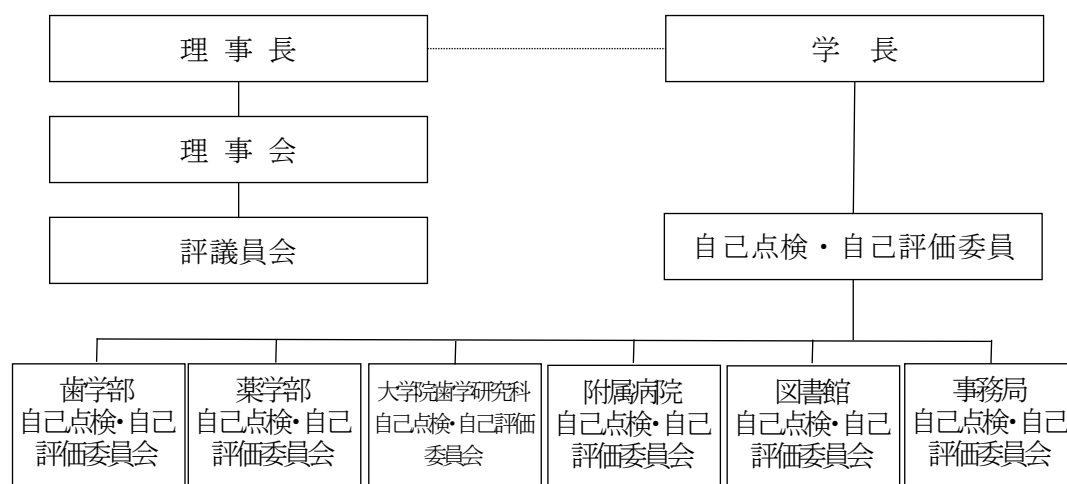 理 事 長
学　長
理 事 会
評議員会
自己点検・自己評価委員
歯学部
自己点検・自己
評価委員会
薬学部
自己点検・自己
評価委員会
大学院歯学研究科
自己点検・自己評価
委員会
附属病院
自己点検・自己
評価委員会
図書館
自己点検・自己
評価委員会
事務局
自己点検・自己
評価委員会